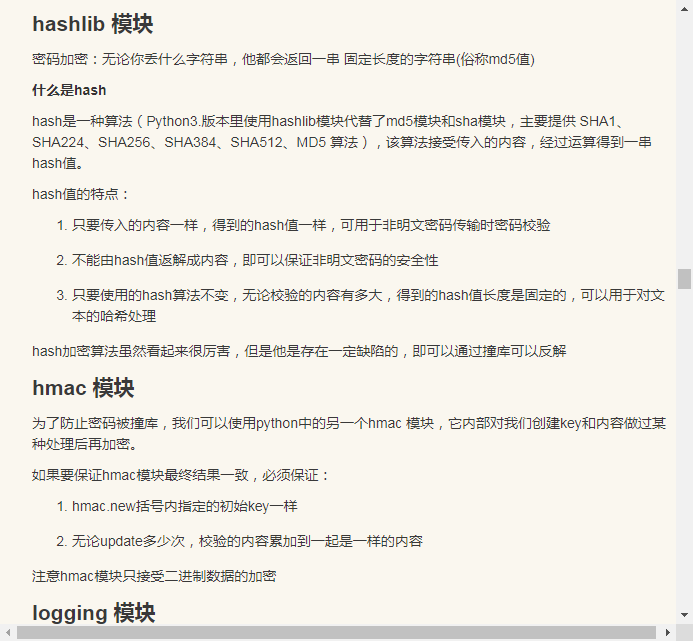 hashlib 模块
密码加密：无论你丢什么字符串，他都会返回一串 固定长度的字符串(俗称md5值)
什么是hash
hash是一种算法（Python3.版本里使用hashlib模块代替了md5模块和sha模块，主要提供 SHA1、
SHA224、SHA256、SHA384、SHA512、MD5 算法），该算法接受传入的内容，经过运算得到一串
hash值。
hash值的特点：
1. 只要传入的内容一样，得到的hash值一样，可用于非明文密码传输时密码校验
2. 不能由hash值返解成内容，即可以保证非明文密码的安全性
3. 只要使用的hash算法不变，无论校验的内容有多大，得到的hash值长度是固定的，可以用于对文
本的哈希处理
hash加密算法虽然看起来很厉害，但是他是存在一定缺陷的，即可以通过撞库可以反解
hmac 模块
为了防止密码被撞库，我们可以使用python中的另一个hmac 模块，它内部对我们创建key和内容做过某
种处理后再加密。
如果要保证hmac模块最终结果一致，必须保证：
1. hmac.new括号内指定的初始key一样
2. 无论update多少次，校验的内容累加到一起是一样的内容
注意hmac模块只接受二进制数据的加密
logging 模块